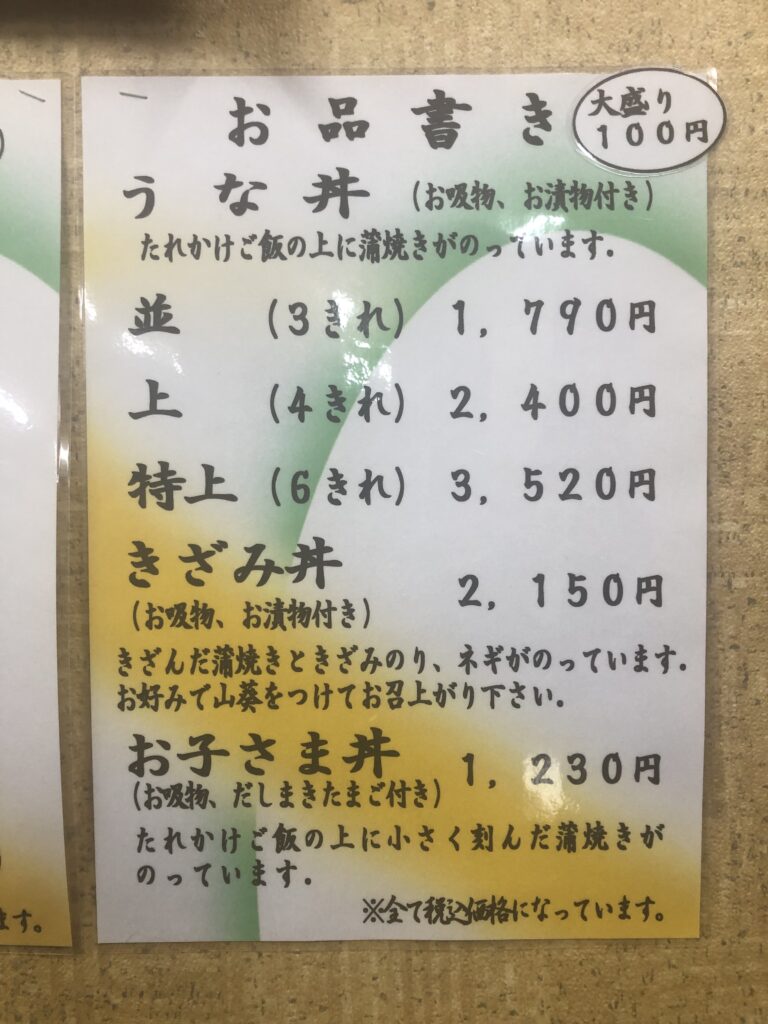 お品書き
大盛り
100円
うな丼 (お吸物、お漬物付き)
たれかけご飯の上に蒲焼きがのっています.
並 (3きれ) 1,790円
上 (4きれ) 2,400円
特上 (6きれ) 3,520円
きざみ丼 2,150円
(お吸物、お漬物付き)
きざんだ蒲焼きときざみのり、ネギがのっています.
お好みで山葵をつけてお召上がり下さい.
お子さま丼 1,230円
(お吸物、だしまきたまご付き)
たれかけご飯の上に小さく刻んだ蒲焼きが
のっています.
※全て税込価格になっています。
ます。